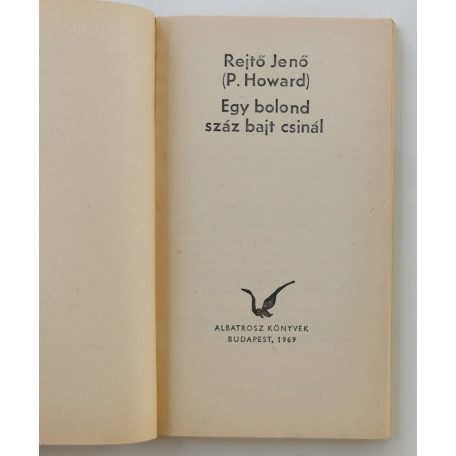 Rejtő Jenő
(P. Howard)
Egy bolond
száz bajt csinál
ALBATROSZ KÖNYVEK
BUDAPEST, 1969